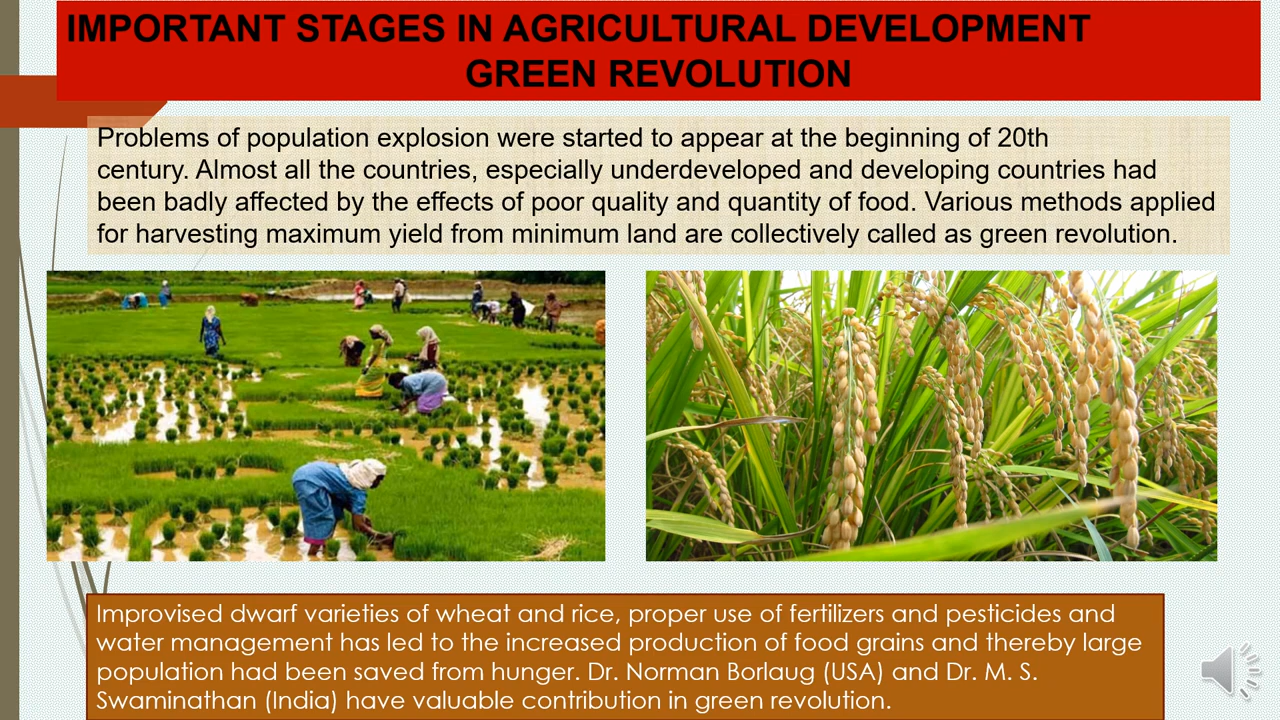 IMPORTANT STAGES IN AGRICULTURAL DEVELOPMENT
GREEN REVOLUTION
Problems of population explosion were started to appear at the beginning of 20th
century. Almost all the countries, especially underdeveloped and developing countries had
been badly affected by the effects of poor quality and quantity of food. Various methods applied
for harvesting maximum yield from minimum land are collectively called as green revolution.
Improvised dwarf varieties of wheat and rice, proper use of fertilizers and pesticides and
water management has led to the increased production of food grains and thereby large
population had been saved from hunger. Dr. Norman Borlaug (USA) and Dr. M. S.
Swaminathan (India) have valuable contribution in green revolution.